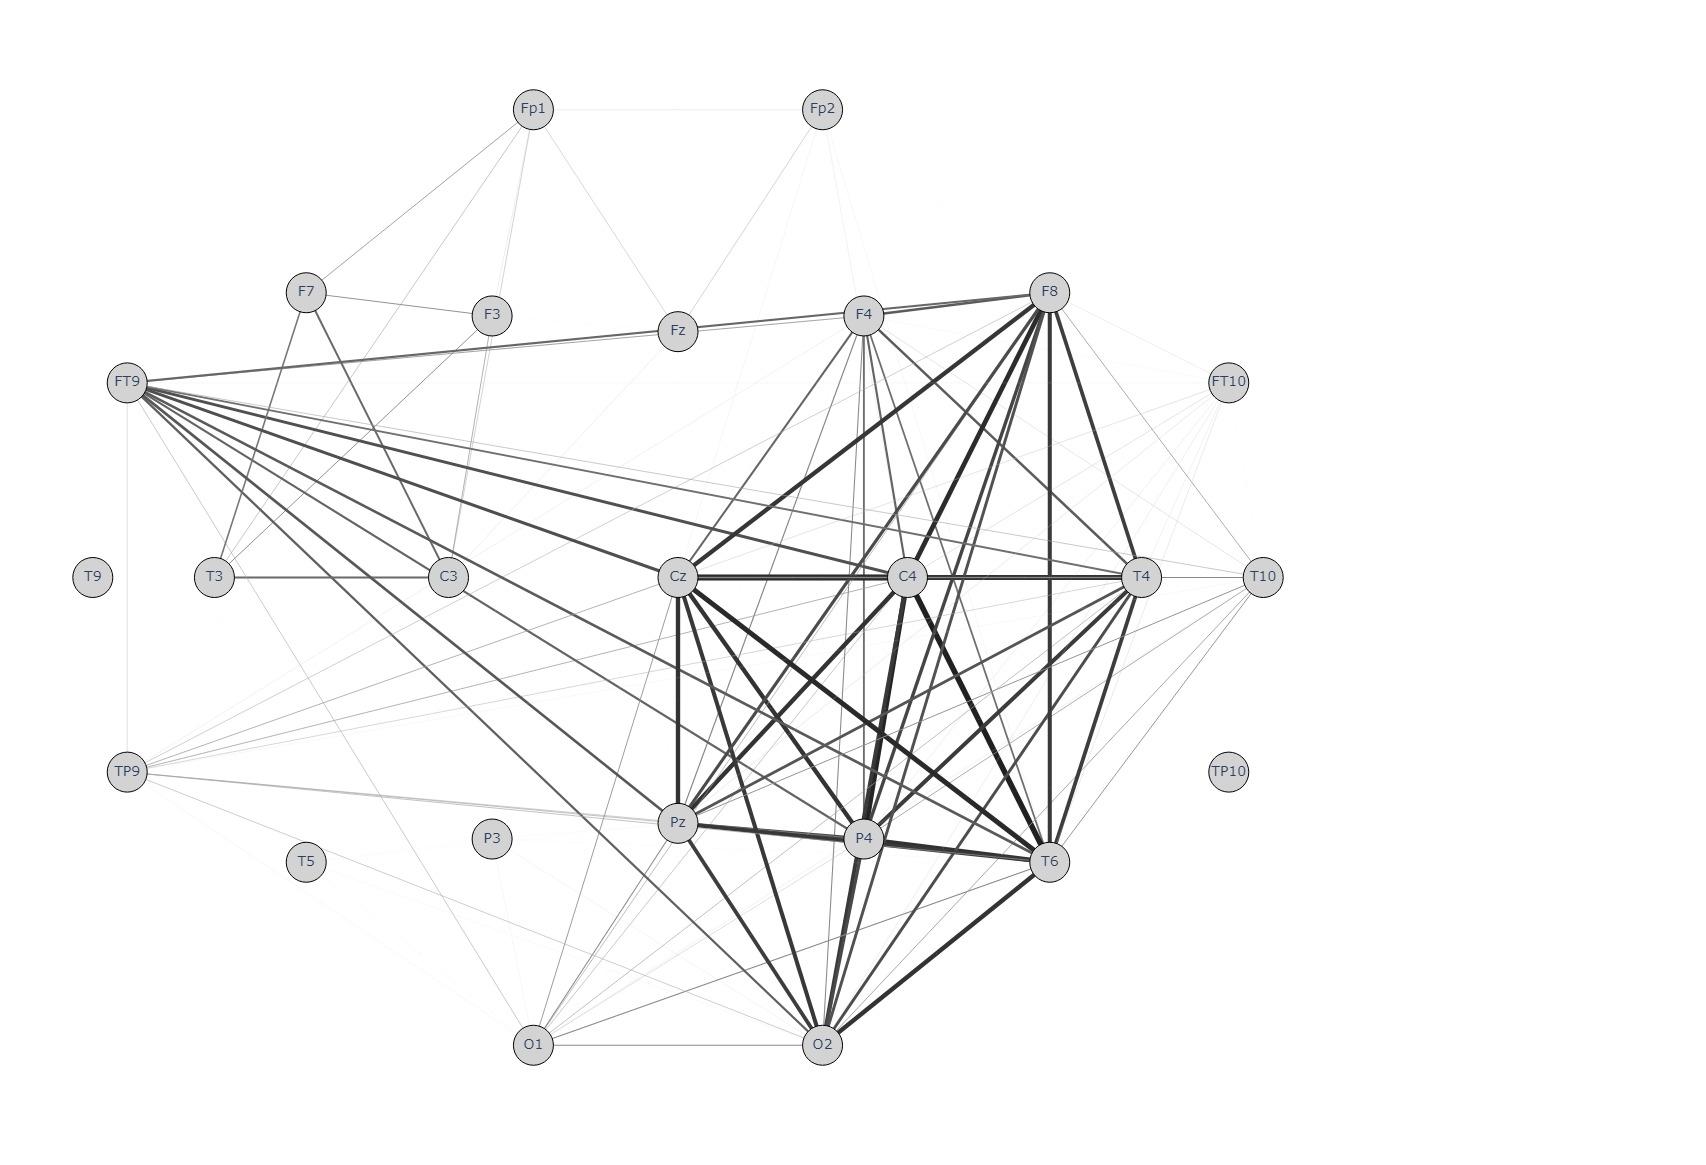 Fp1 Fp2
F7 F3 Fz F4 F8
FT9 FT10
T9 T3 C3 Cz C4 T4 T10
TP9 TP10
T5 P3 Pz P4 T6
O1 O2